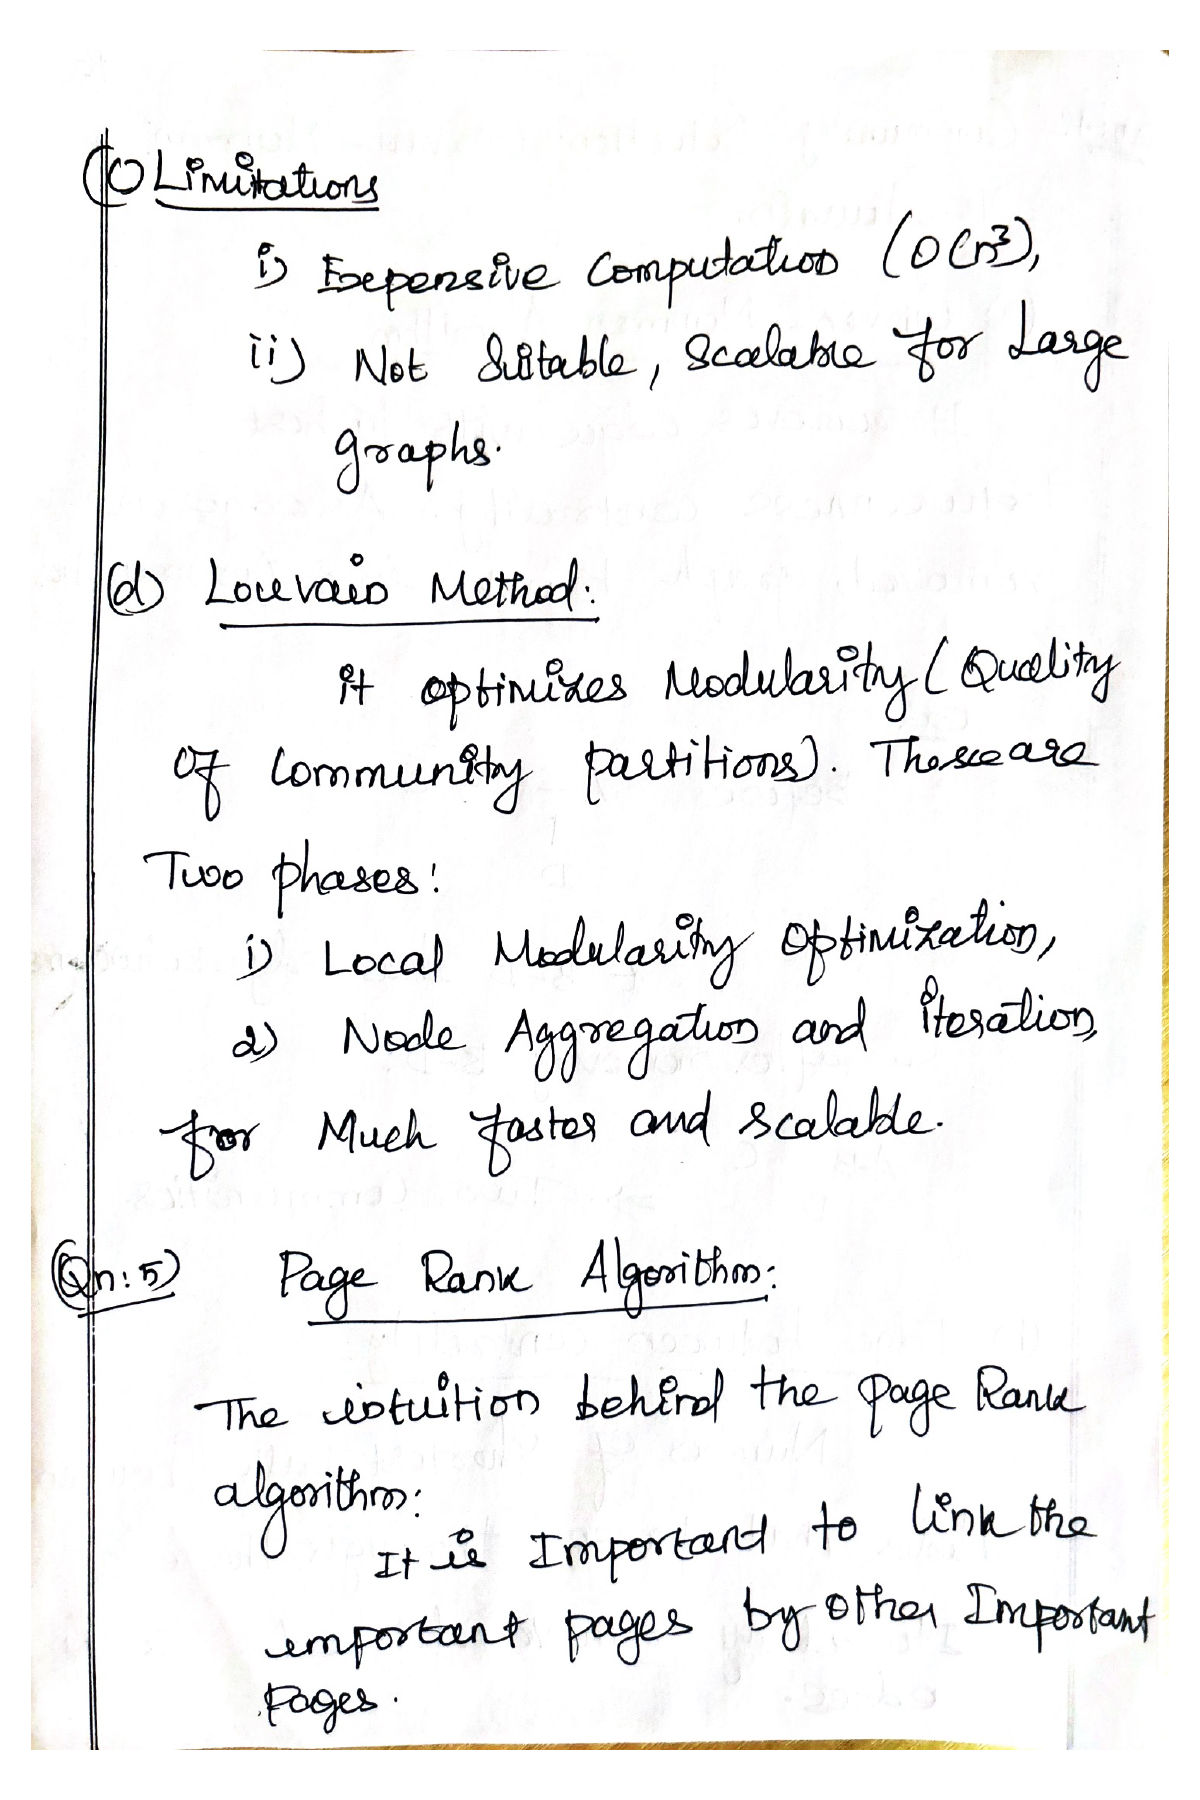 (c) Limitations
i) Expensive Computation (O(n³),
ii) Not Suitable, Scalable for Large
graphs.
(d) Louvain Method:
it optimizes Modularity (Quality
of Community partitions). These are
Two phases:
1) Local Modularity Optimization,
2) Node Aggregation and iteration,
for Much faster and scalable.
Qn: 5) Page Rank Algorithm:
The intuition behind the page Rank
algorithm:
It is Important to link the
important pages by other Important
pages.